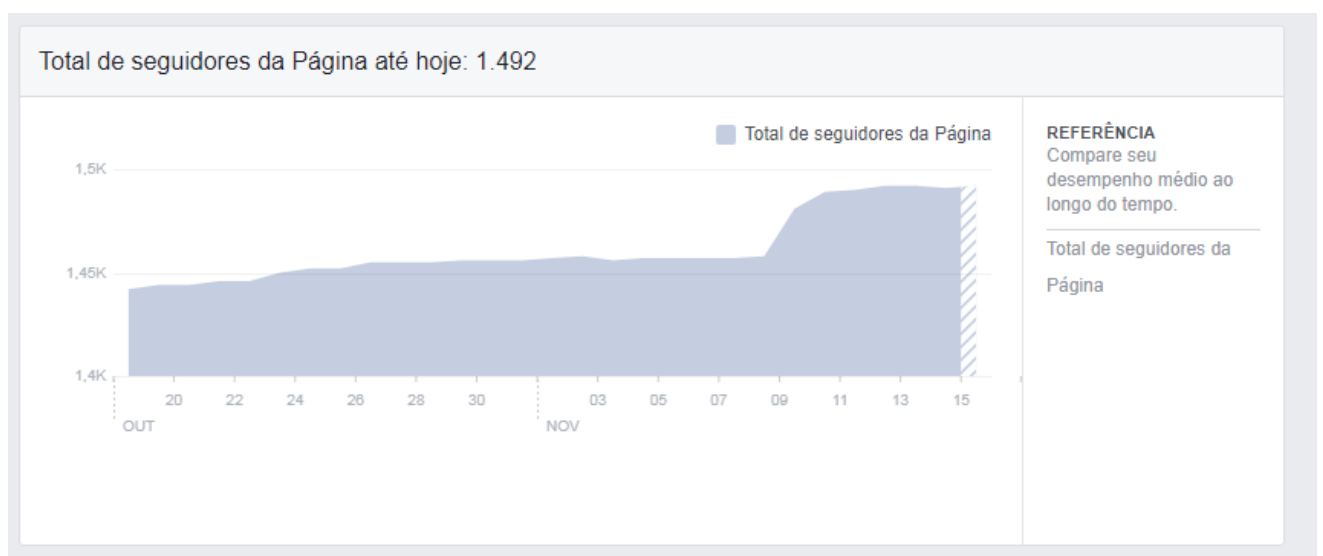 Total de seguidores da Página até hoje: 1.492
Total de seguidores da Página
1,5K
1,45K
1,4K
20 22 24 26 28 30 03 05 07 09 11 13 15
OUT NOV
REFERÊNCIA
Compare seu
desempenho médio ao
longo do tempo.
Total de seguidores da
Página